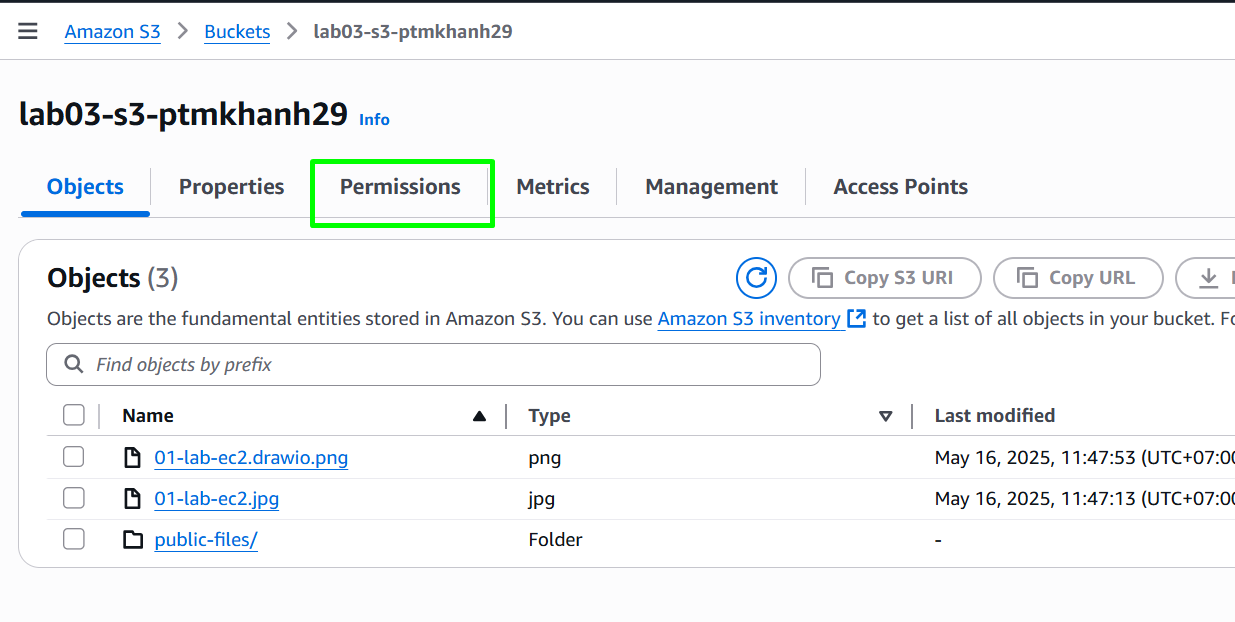 Amazon S3 > Buckets > lab03-s3-ptmkhanh29
lab03-s3-ptmkhanh29 Info
Objects Properties Permissions Metrics Management Access Points
Objects (3) Copy S3 URI Copy URL
Objects are the fundamental entities stored in Amazon S3. You can use Amazon S3 inventory to get a list of all objects in your bucket.
Find objects by prefix
Name Type Last modified
01-lab-ec2.drawio.png png May 16, 2025, 11:47:53 (UTC+07:00
01-lab-ec2.jpg jpg May 16, 2025, 11:47:13 (UTC+07:00
public-files/ Folder -